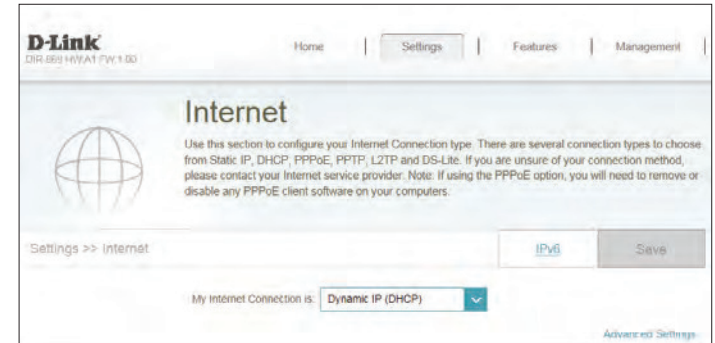 D-Link
DIR-869 HW:A1 FW:1.00
Home | Settings | Features | Management |
Internet
Use this section to configure your Internet Connection type. There are several connection types to choose
from Static IP, DHCP, PPPoE, PPTP, L2TP and DS-Lite. If you are unsure of your connection method,
please contact your Internet service provider. Note: If using the PPPoE option, you will need to remove or
disable any PPPoE client software on your computers.
Settings >> Internet
IPv6
Save
My Internet Connection is: Dynamic IP (DHCP)
Advanced Settings